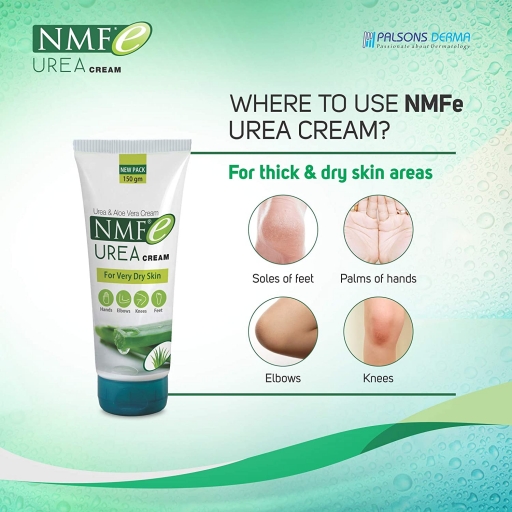 NMFe
UREA CREAM
PALSONS DERMA
Passionate about Dermatology
WHERE TO USE NMFe
UREA CREAM?
For thick & dry skin areas
Soles of feet
Palms of hands
Elbows
Knees
NEW PACK
150 gm
Urea & Aloe Vera Cream
NMFe®
UREA CREAM
For Very Dry Skin
Hands Elbows Knees Feet